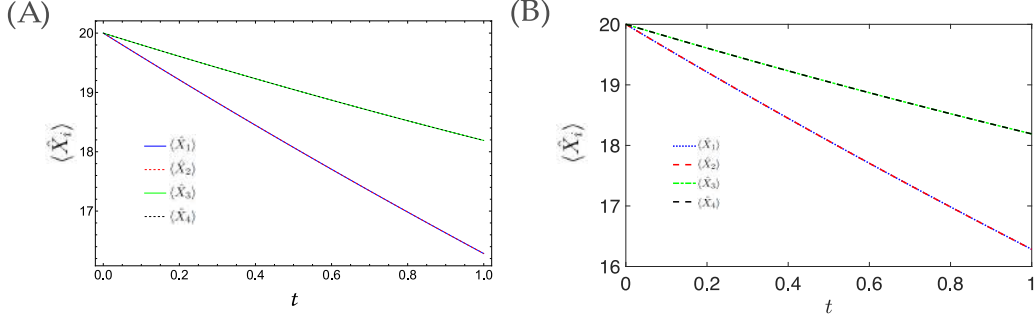 (A)
20
19
18
17
⟨X̂ᵢ⟩
⟨X̂₁⟩
⟨X̂₂⟩
⟨X̂₃⟩
⟨X̂₄⟩
0.0 0.2 0.4 0.6 0.8 1.0
t
(B)
20
19
18
17
16
⟨X̂ᵢ⟩
⟨X̂₁⟩
⟨X̂₂⟩
⟨X̂₃⟩
⟨X̂₄⟩
0 0.2 0.4 0.6 0.8 1
t